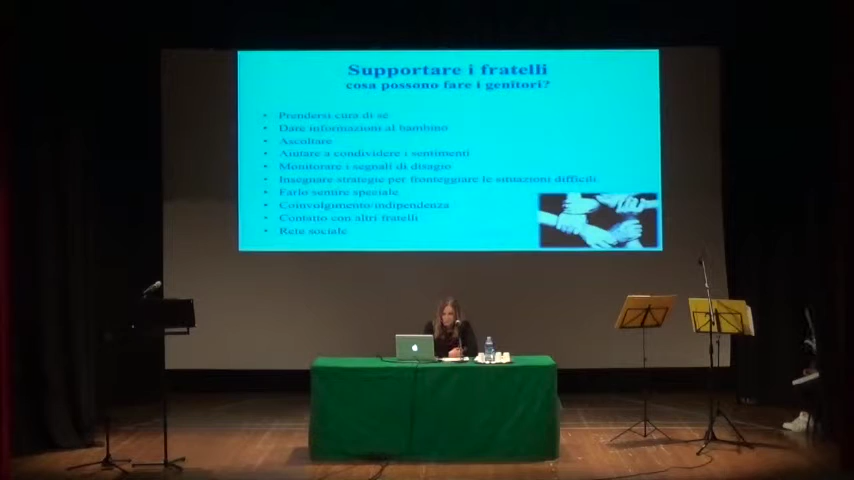 Supportare i fratelli
cosa possono fare i genitori?
• Prendersi cura di sé
• Dare informazioni al bambino
• Ascoltare
• Aiutare a condividere i sentimenti
• Monitorare i segnali di disagio
• Insegnare strategie per fronteggiare le situazioni difficili
• Farlo sentire speciale
• Coinvolgimento/indipendenza
• Contatto con altri fratelli
• Rete sociale